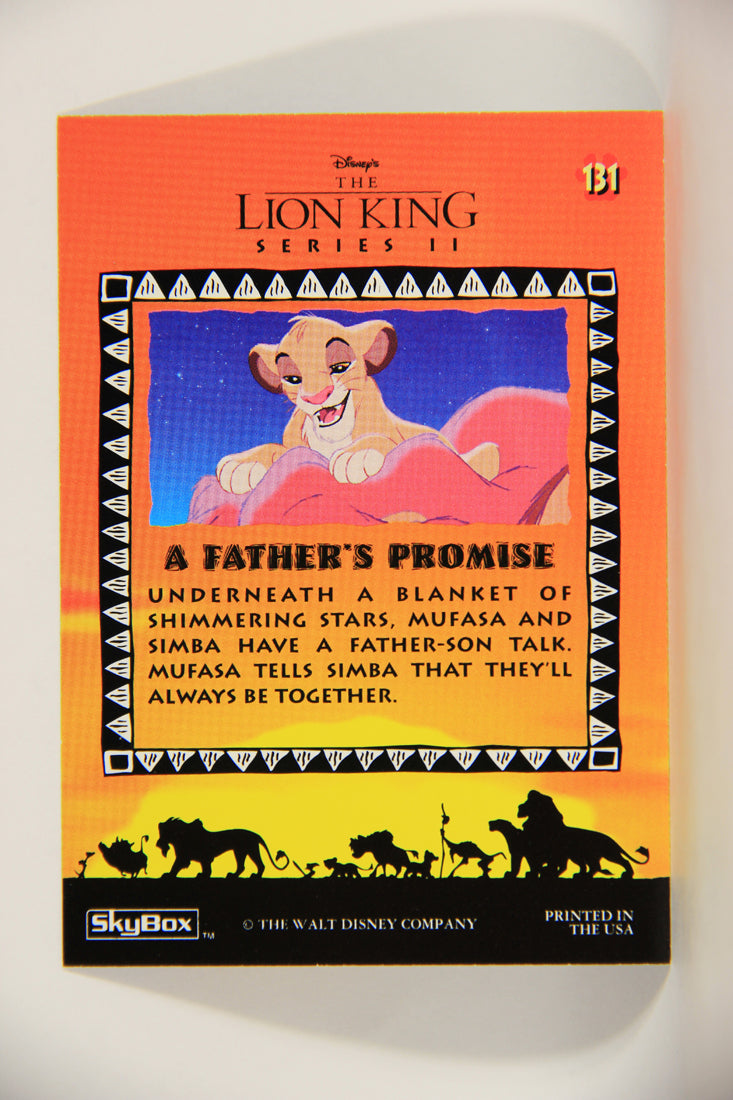 Disney's
THE
LION KING
SERIES II
131
A FATHER'S PROMISE
UNDERNEATH A BLANKET OF
SHIMMERING STARS, MUFASA AND
SIMBA HAVE A FATHER-SON TALK.
MUFASA TELLS SIMBA THAT THEY'LL
ALWAYS BE TOGETHER.
SkyBox TM
© THE WALT DISNEY COMPANY
PRINTED IN
THE USA